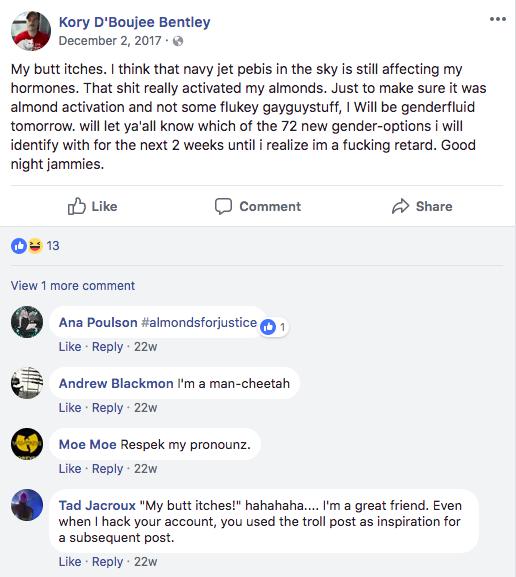 Kory D'Boujee Bentley
December 2, 2017 ·
My butt itches. I think that navy jet pebis in the sky is still affecting my
hormones. That shit really activated my almonds. Just to make sure it was
almond activation and not some flukey gayguystuff, I Will be genderfluid
tomorrow. will let ya'all know which of the 72 new gender-options i will
identify with for the next 2 weeks until i realize im a fucking retard. Good
night jammies.
Like Comment Share
13
View 1 more comment
Ana Poulson #almondsforjustice 1
Like · Reply · 22w
Andrew Blackmon I'm a man-cheetah
Like · Reply · 22w
Moe Moe Respek my pronounz.
Like · Reply · 22w
Tad Jacroux "My butt itches!" hahahaha.... I'm a great friend. Even
when I hack your account, you used the troll post as inspiration for
a subsequent post.
Like · Reply · 22w